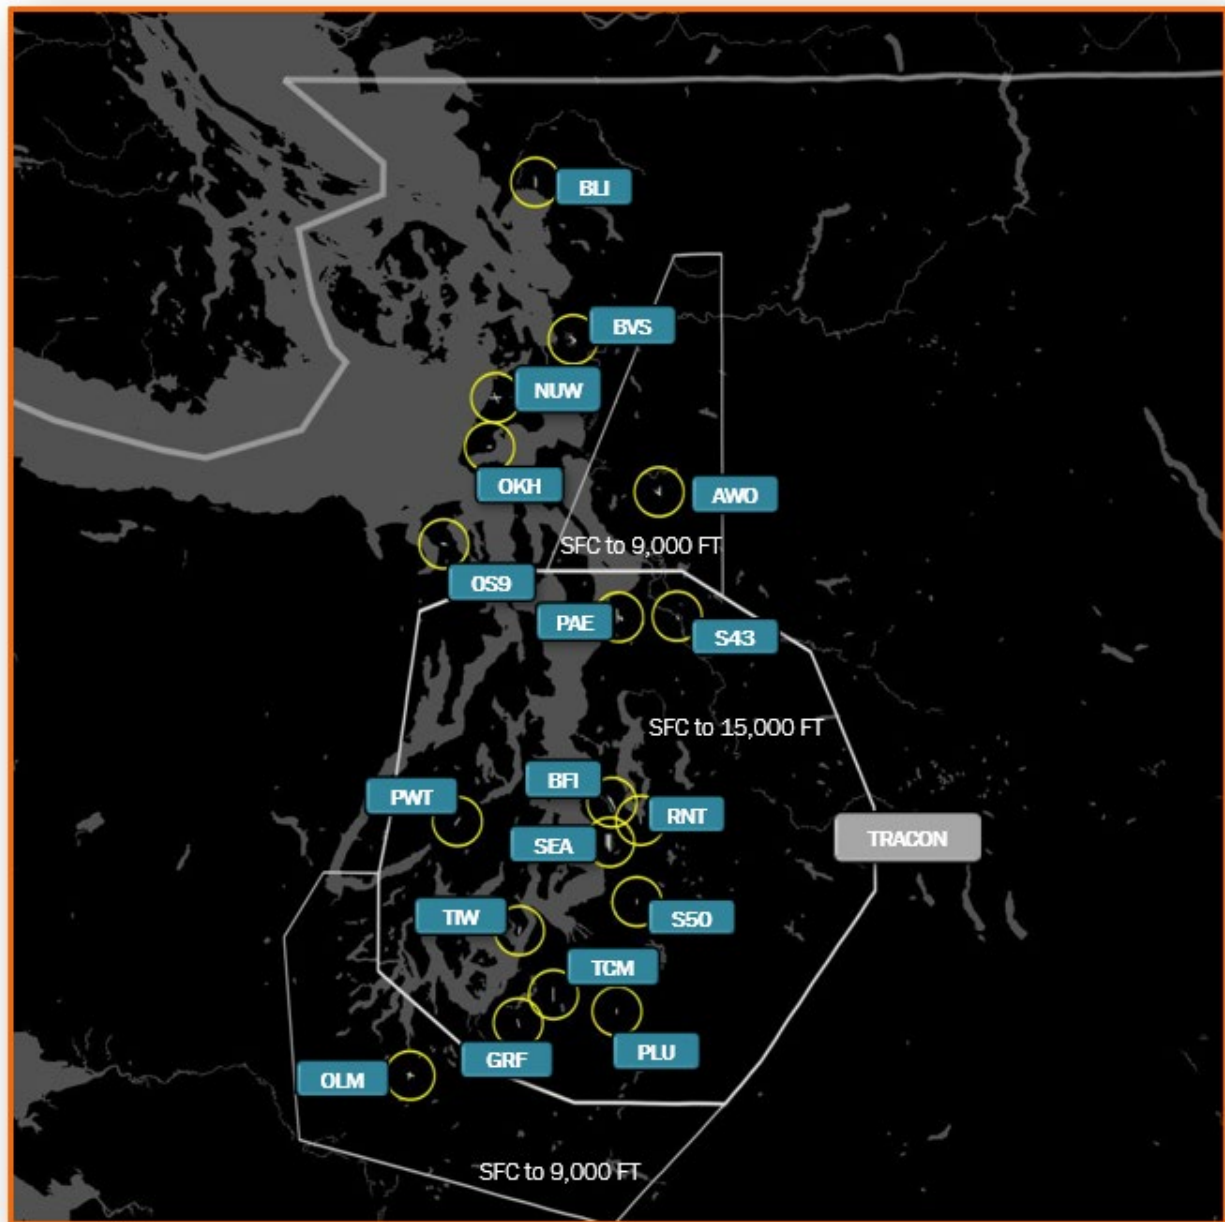 BLI
BVS
NUW
OKH
AWO
SFC to 9,000 FT
0S9
PAE
S43
SFC to 15,000 FT
BFI
PWT
RNT
SEA
TRACON
TIW
S50
TCM
GRF
PLU
OLM
SFC to 9,000 FT